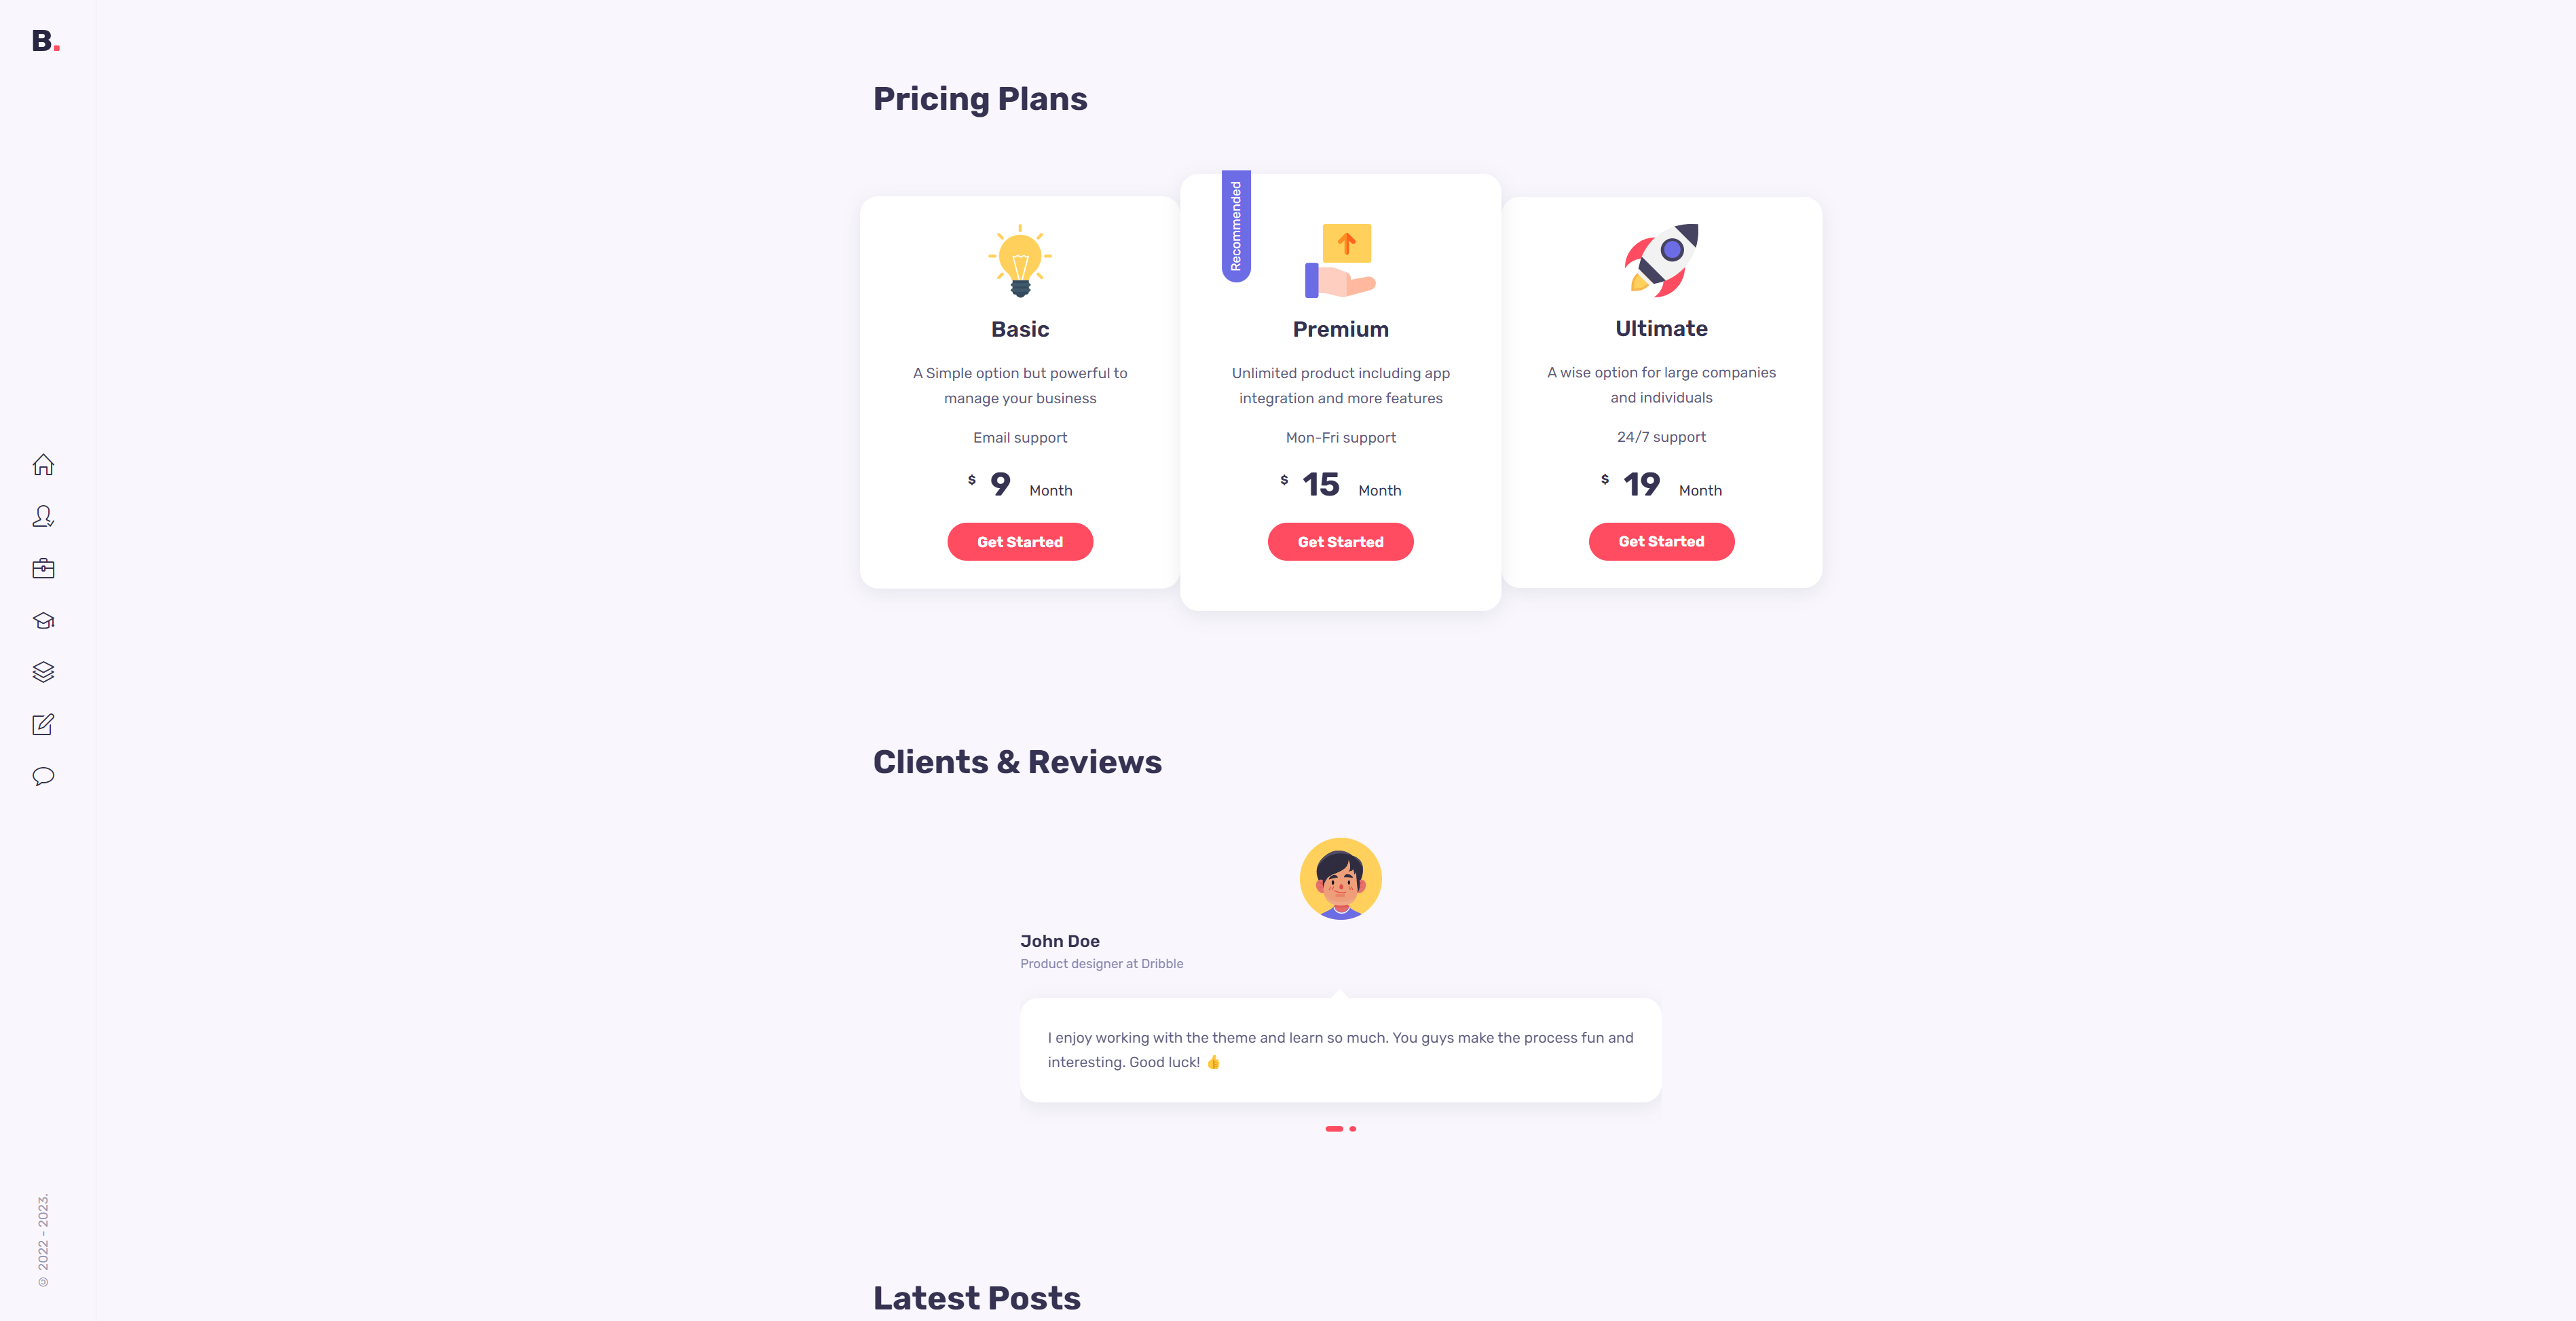 B.
Pricing Plans
Recommended
Basic
A Simple option but powerful to
manage your business
Email support
$ 9 Month
Get Started
Premium
Unlimited product including app
integration and more features
Mon-Fri support
$ 15 Month
Get Started
Ultimate
A wise option for large companies
and individuals
24/7 support
$ 19 Month
Get Started
Clients & Reviews
John Doe
Product designer at Dribble
I enjoy working with the theme and learn so much. You guys make the process fun and
interesting. Good luck! 👍
Latest Posts
© 2022 - 2023.